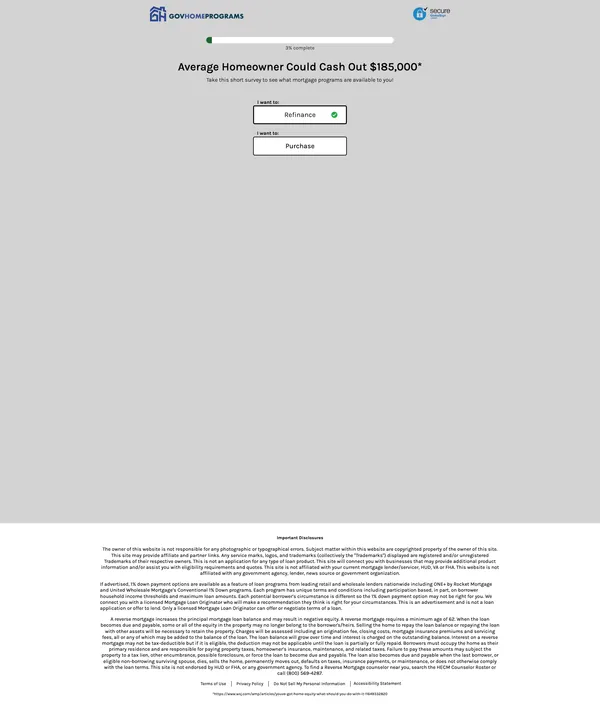 GOVHOMEPROGRAMS
secure
3% complete
Average Homeowner Could Cash Out $185,000*
Take this short survey to see what mortgage programs are available to you!
I want to:
Refinance
I want to:
Purchase
Important Disclosures
The owner of this website is not responsible for any photographic or typographical errors. Subject matter within this website are copyrighted property of the owner of this site.
This site may provide affiliate and partner links. Any service marks, logos, and trademarks (collectively the "Trademarks") displayed are registered and/or unregistered
Trademarks of their respective owners. This is not an application for any type of loan product. This site will connect you with businesses that may provide additional product
information and/or assist you with eligibility requirements and quotes. This site is not affiliated with your current mortgage lender/servicer, HUD, VA or FHA. This website is not
affiliated with any government agency, lender, news source or government organization.
If advertised, 1% down payment options are available as a feature of loan programs from leading retail and wholesale lenders nationwide including ONE+ by Rocket Mortgage
and United Wholesale Mortgage's Conventional 1% Down programs. Each program has unique terms and conditions including participation based, in part, on borrower
household income thresholds and maximum loan amounts. Each potential borrower's circumstance is different so the 1% down payment option may not be right for you. We
connect you with a licensed Mortgage Loan Originator who will make a recommendation they think is right for your circumstances. This is an advertisement and is not a loan
application or offer to lend. Only a licensed Mortgage Loan Originator can offer or negotiate terms of a loan.
A reverse mortgage increases the principal mortgage loan balance and may result in negative equity. A reverse mortgage requires a minimum age of 62. When the loan
becomes due and payable, some or all of the equity in the property may no longer belong to the borrower's/heirs. Selling the home to repay the loan balance or repaying the loan
with other assets will be necessary to retain the property. Charges will be assessed including an origination fee, closing costs, mortgage insurance premiums and servicing
fees, all or any of which may be added to the balance of the loan. The loan balance will grow over time and interest is charged on the outstanding balance. Interest on a reverse
mortgage may not be tax-deductible but if it is eligible, the deduction may not be applicable until the loan is partially or fully repaid. Borrowers must occupy the home as their
primary residence and are responsible for paying property taxes, homeowner's insurance, maintenance, and related taxes. Failure to pay these amounts may subject the
property to a tax lien, other encumbrance, possible foreclosure, or force the loan to become due and payable. The loan also becomes due and payable when the last borrower, or
eligible non-borrowing surviving spouse, dies, sells the home, permanently moves out, defaults on taxes, insurance payments, or maintenance, or does not otherwise comply
with the loan terms. This site is not endorsed by HUD or FHA, or any government agency. To find a Reverse Mortgage counselor near you, search the HECM Counselor Roster or
call (800) 569-4287.
Terms of Use | Privacy Policy | Do Not Sell My Personal Information | Accessibility Statement